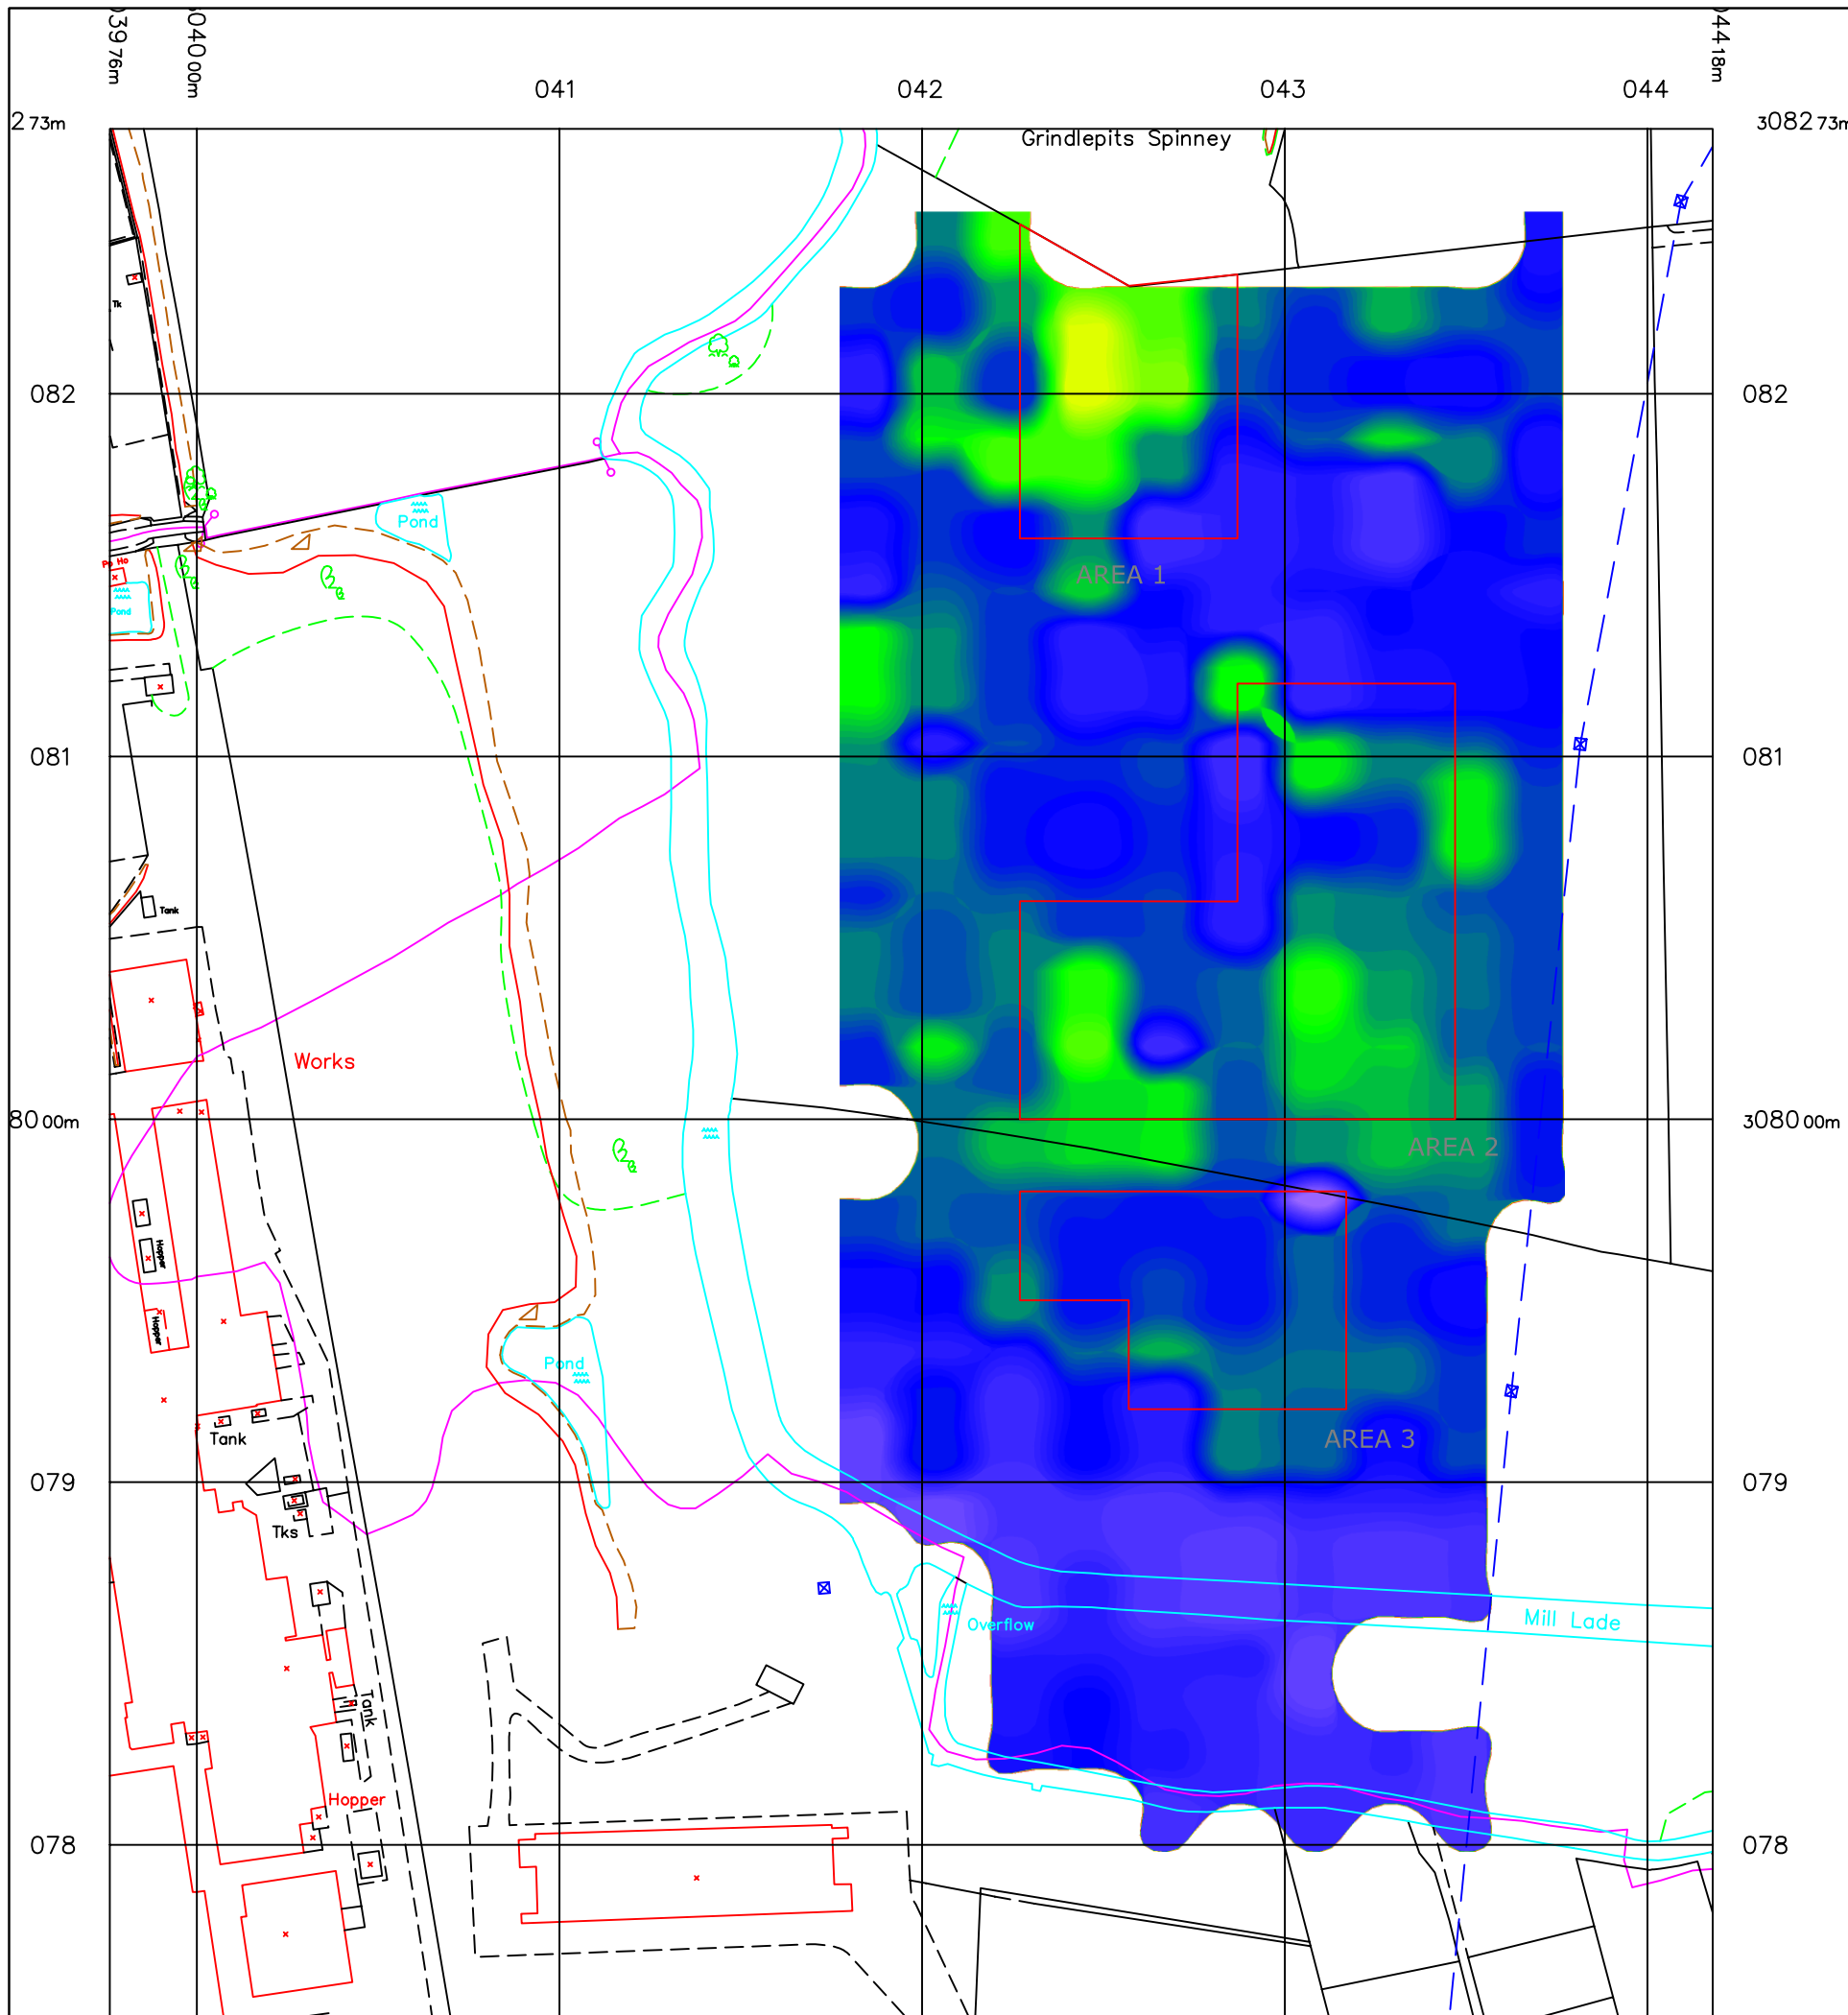 039 76m
040 00m
044 18m
041
042
043
044
2 73m
308273m
Grindlepits Spinney
Tk
082
082
Pond
Po Ho
Pond
AREA 1
081
081
Tank
Works
80 00m
3080 00m
AREA 2
Hopper
Hopper
Pond
Tank
AREA 3
079
079
Tks
Overflow
Mill Lade
Tank
Hopper
078
078